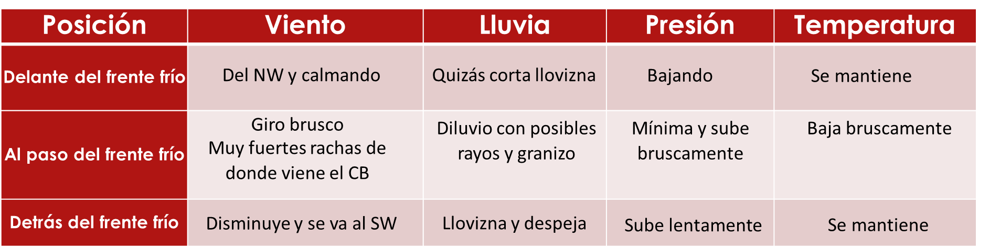 Posición Viento Lluvia Presión Temperatura
Delante del frente frío Del NW y calmando Quizás corta llovizna Bajando Se mantiene
Al paso del frente frío
Giro brusco
Muy fuertes rachas de
donde viene el CB
Diluvio con posibles
rayos y granizo
Mínima y sube
bruscamente
Baja bruscamente
Detrás del frente frío Disminuye y se va al SW Llovizna y despeja Sube lentamente Se mantiene